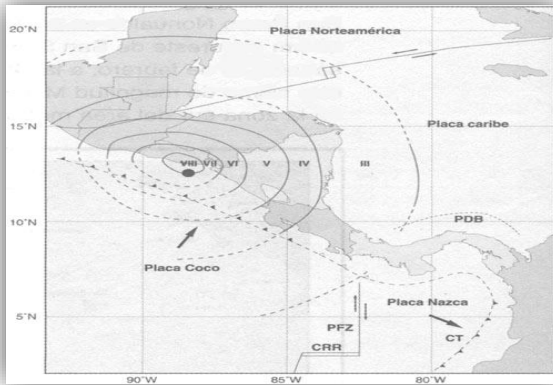 20°N
Placa Norteamérica
15°N
Placa caribe
VIII VII VI V IV III
10°N
PDB
Placa Coco
Placa Nazca
5°N
PFZ
CT
CRR
90°W 85°W 80°W